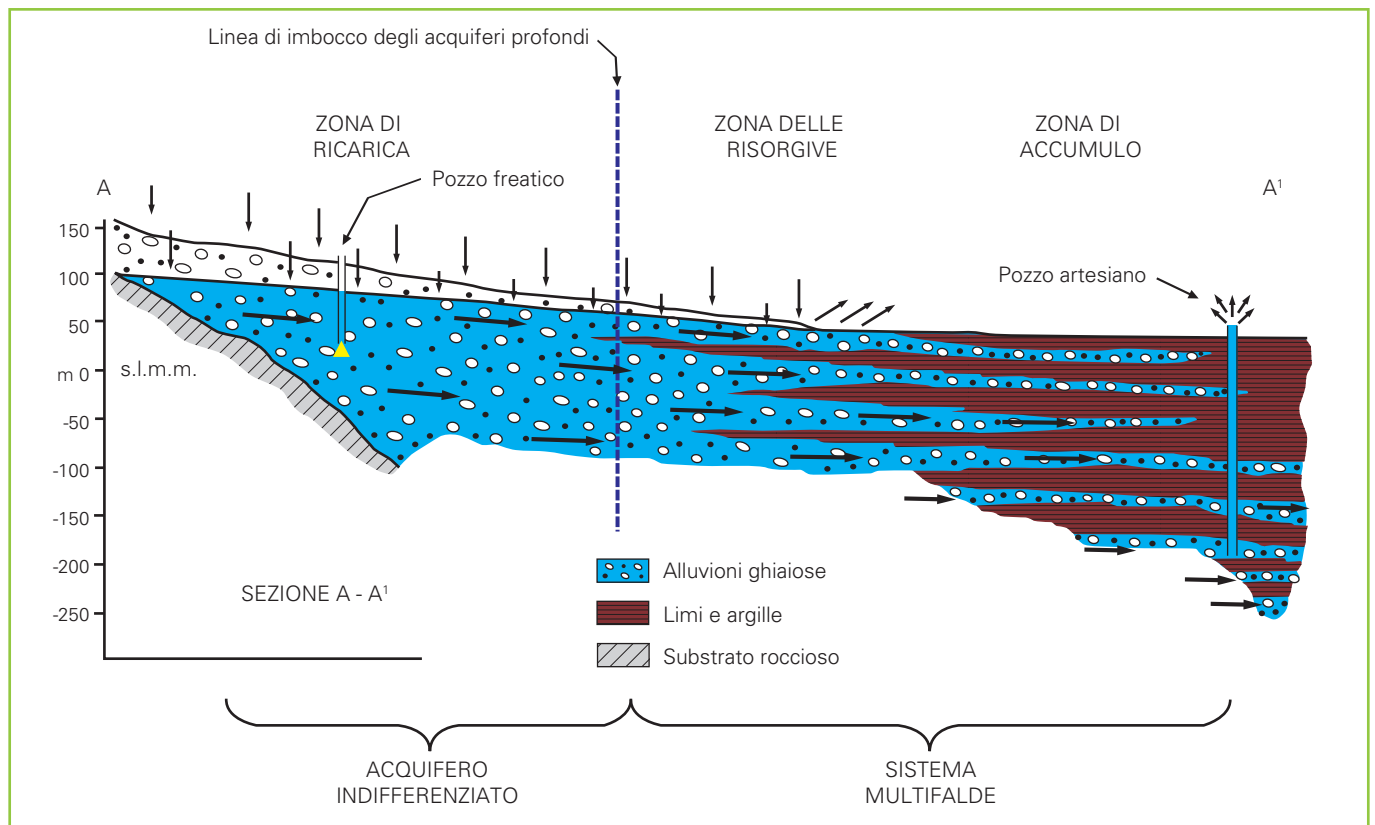 Linea di imbocco degli acquiferi profondi
ZONA DI
RICARICA
ZONA DELLE
RISORGIVE
ZONA DI
ACCUMULO
A
Pozzo freatico
A¹
Pozzo artesiano
150
100
50
m 0
s.l.m.m.
-50
-100
-150
-200
-250
SEZIONE A - A¹
Alluvioni ghiaiose
Limi e argille
Substrato roccioso
ACQUIFERO
INDIFFERENZIATO
SISTEMA
MULTIFALDE